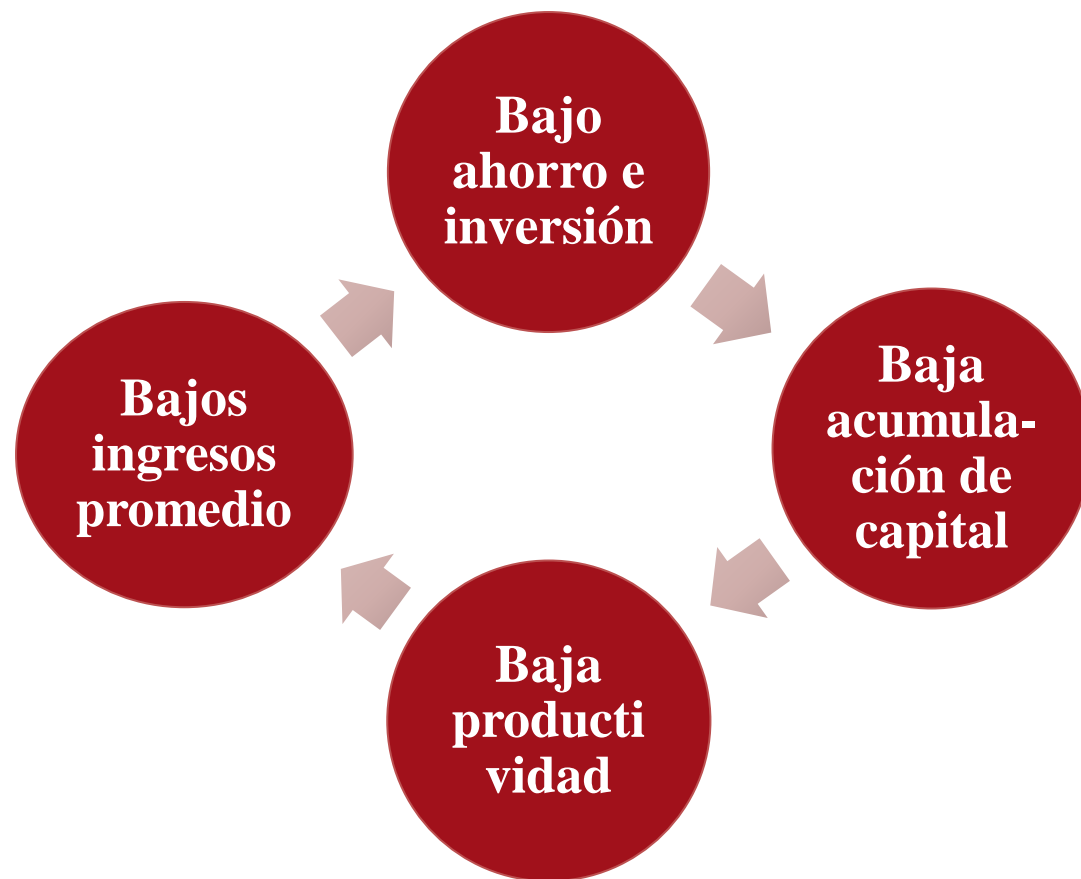 Bajo
ahorro e
inversión
Baja
acumula-
ción de
capital
Baja
producti
vidad
Bajos
ingresos
promedio